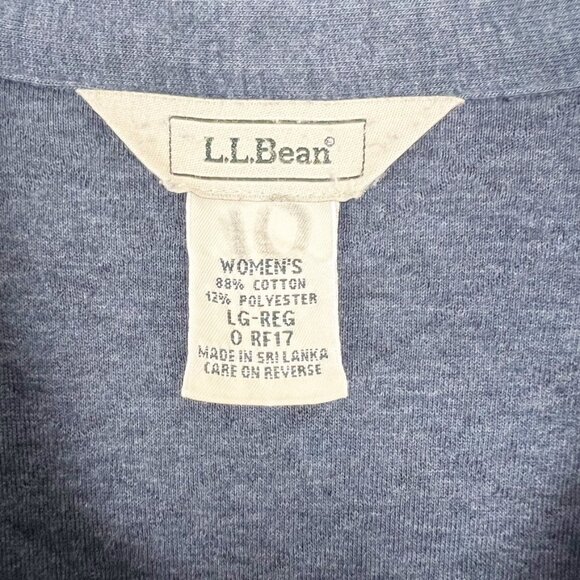 L.L.Bean®
WOMEN'S
88% COTTON
12% POLYESTER
LG-REG
0 RF17
MADE IN SRI LANKA
CARE ON REVERSE